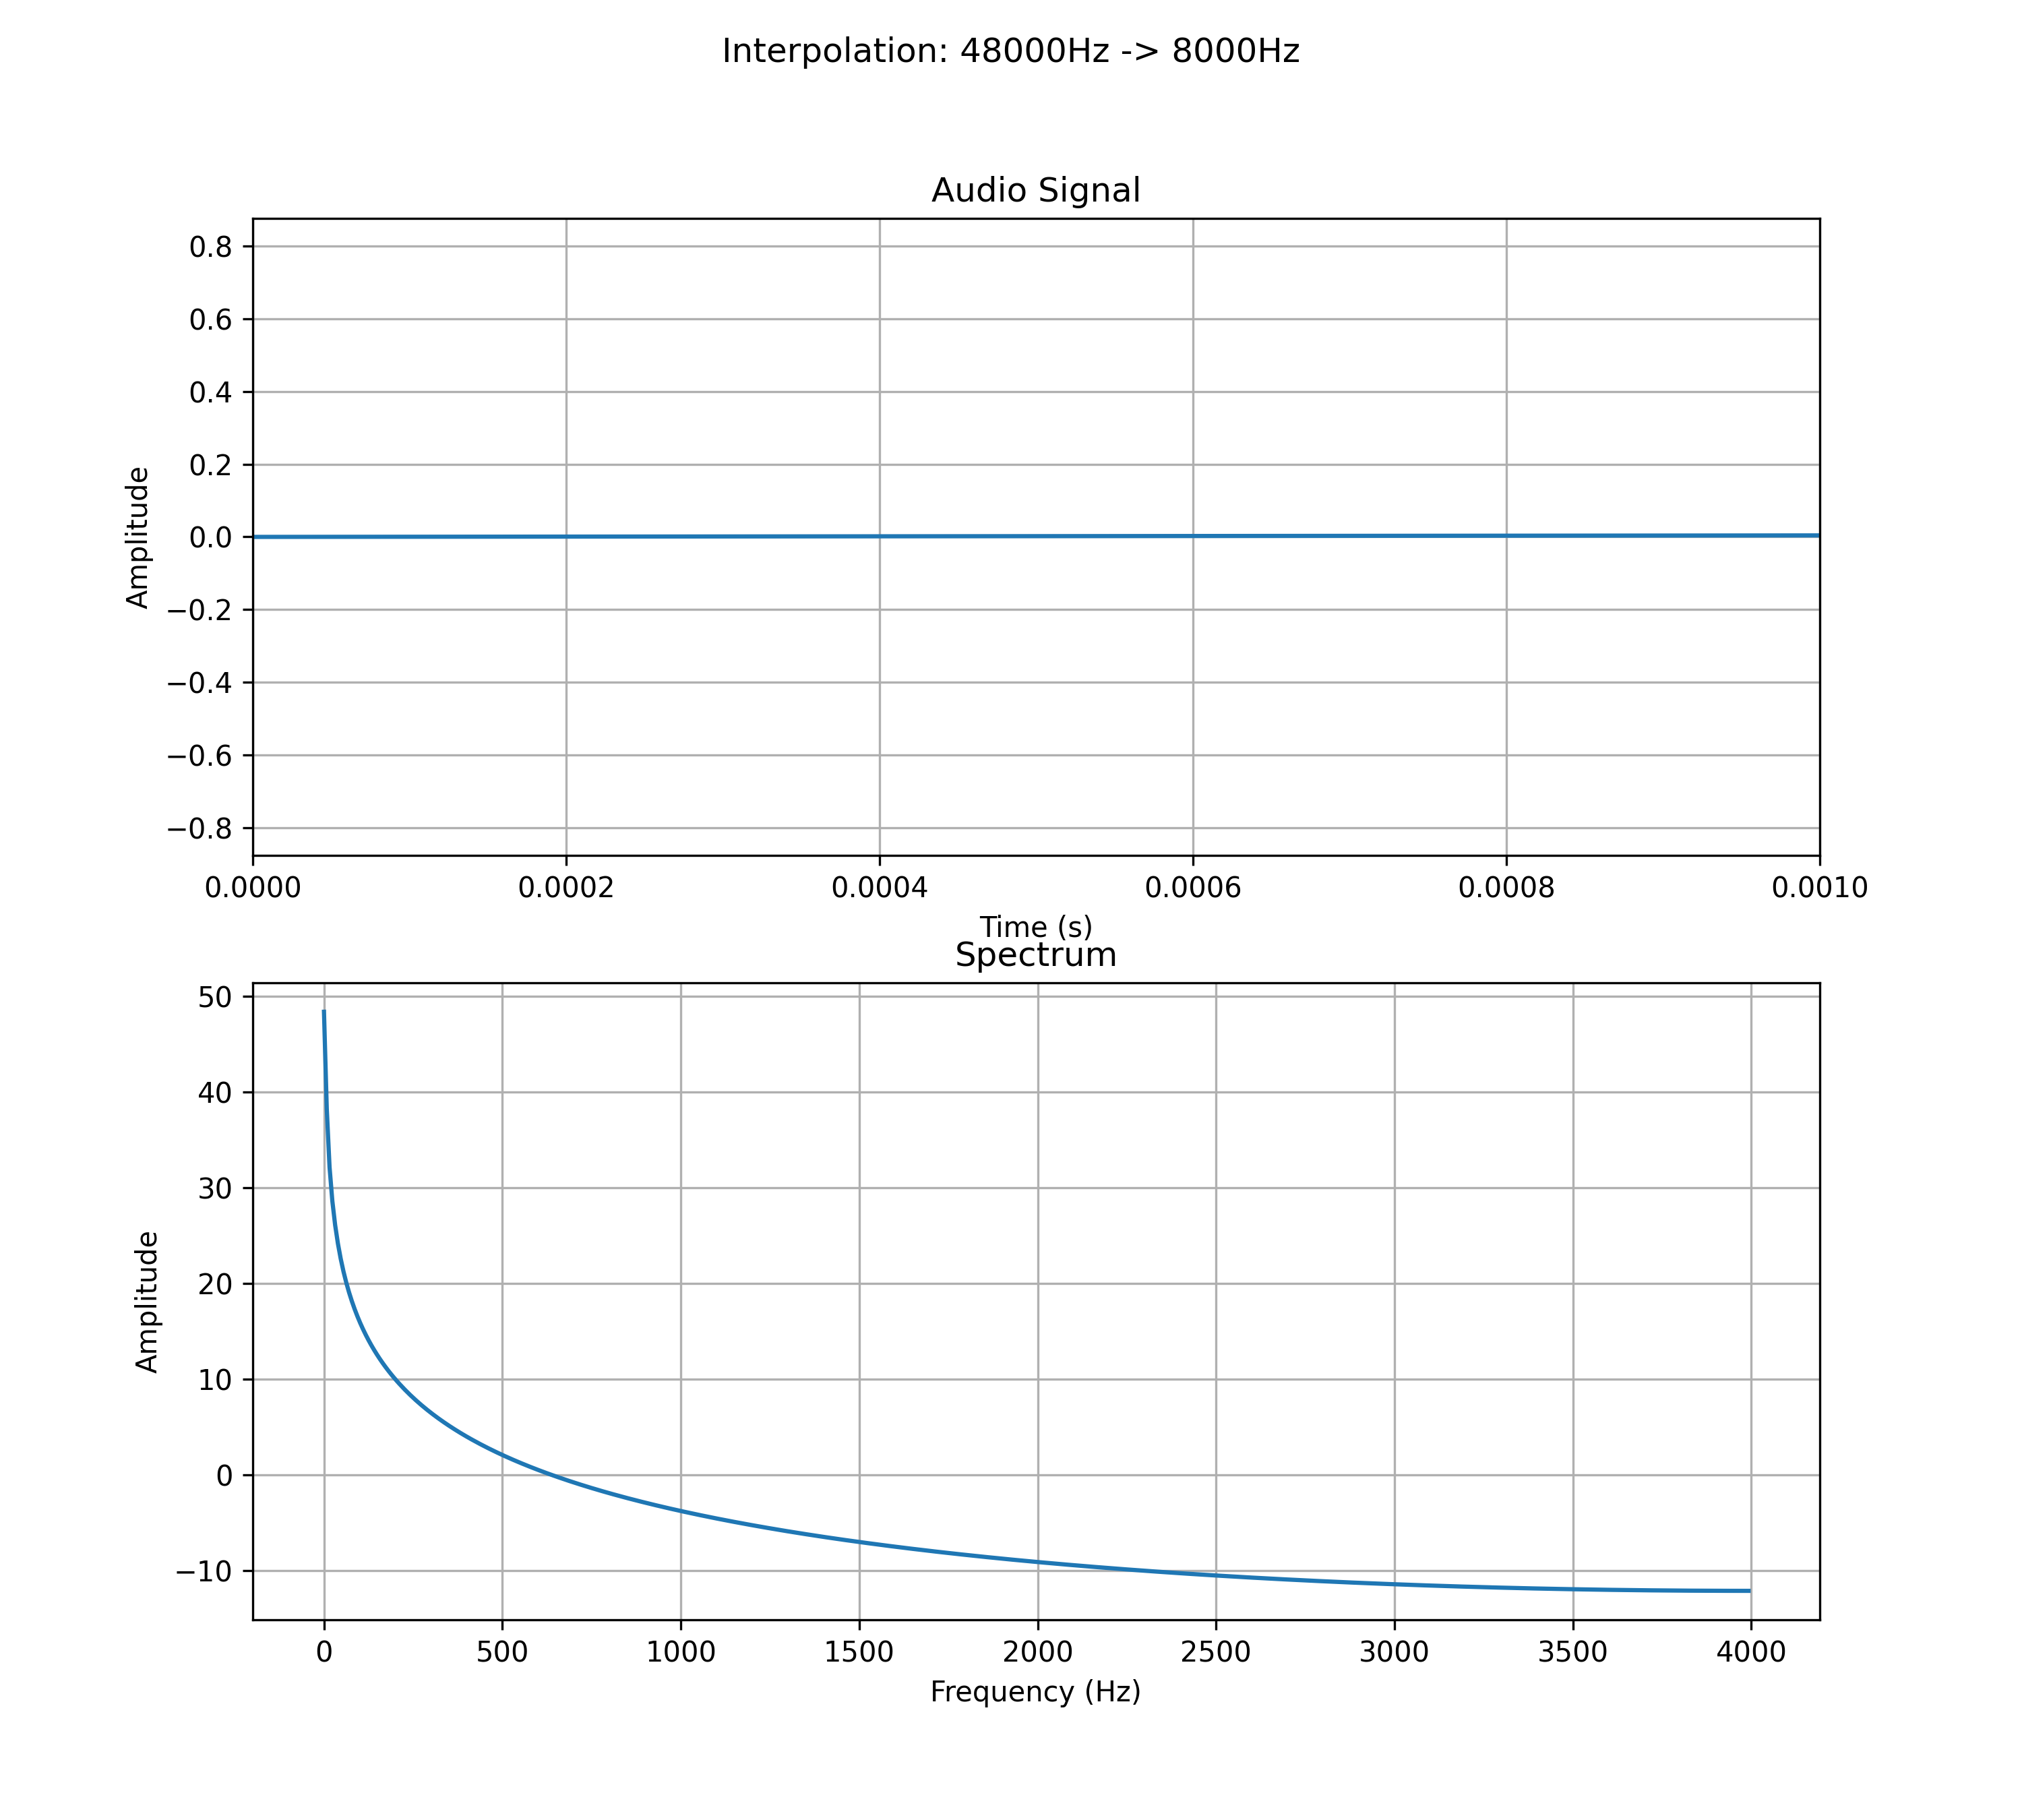 Interpolation: 48000Hz -> 8000Hz
Audio Signal
Amplitude
0.8
0.6
0.4
0.2
0.0
−0.2
−0.4
−0.6
−0.8
0.0000 0.0002 0.0004 0.0006 0.0008 0.0010
Time (s)
Spectrum
Amplitude
50
40
30
20
10
0
−10
0 500 1000 1500 2000 2500 3000 3500 4000
Frequency (Hz)